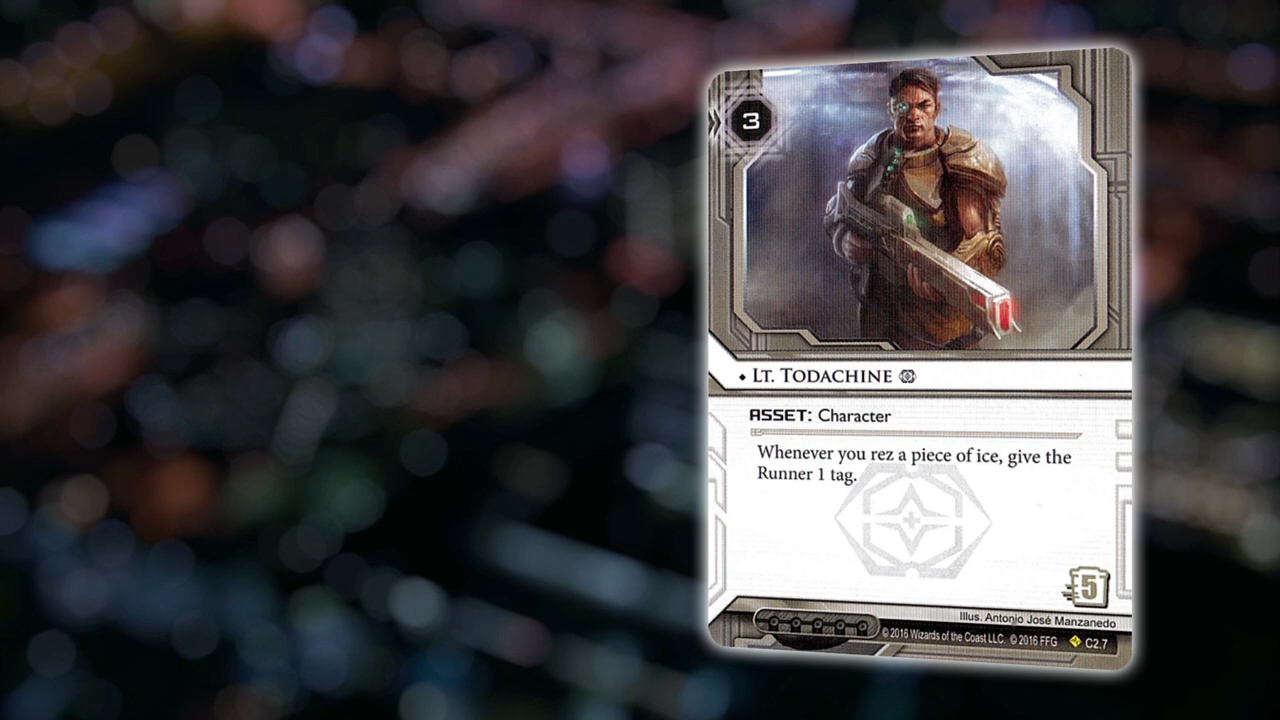 3
⬥ LT. TODACHINE
ASSET: Character
Whenever you rez a piece of ice, give the
Runner 1 tag.
5
Illus. Antonio José Manzanedo
© 2016 Wizards of the Coast LLC. © 2016 FFG C2.7